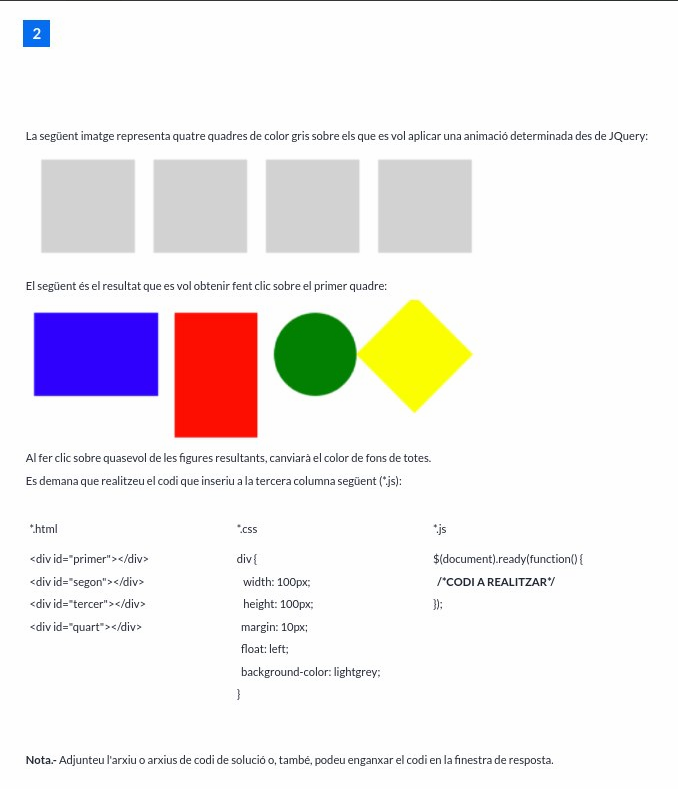 2
La següent imatge representa quatre quadres de color gris sobre els que es vol aplicar una animació determinada des de JQuery:
El següent és el resultat que es vol obtenir fent clic sobre el primer quadre:
Al fer clic sobre quasevol de les figures resultants, canviarà el color de fons de totes.
Es demana que realitzeu el codi que inseriu a la tercera columna següent (*.js):
*.html
<div id="primer"></div>
<div id="segon"></div>
<div id="tercer"></div>
<div id="quart"></div>
*.css
div {
width: 100px;
height: 100px;
margin: 10px;
float: left;
background-color: lightgrey;
}
*.js
$(document).ready(function() {
/*CODI A REALITZAR*/
});
Nota.- Adjunteu l'arxiu o arxius de codi de solució o, també, podeu enganxar el codi en la finestra de resposta.